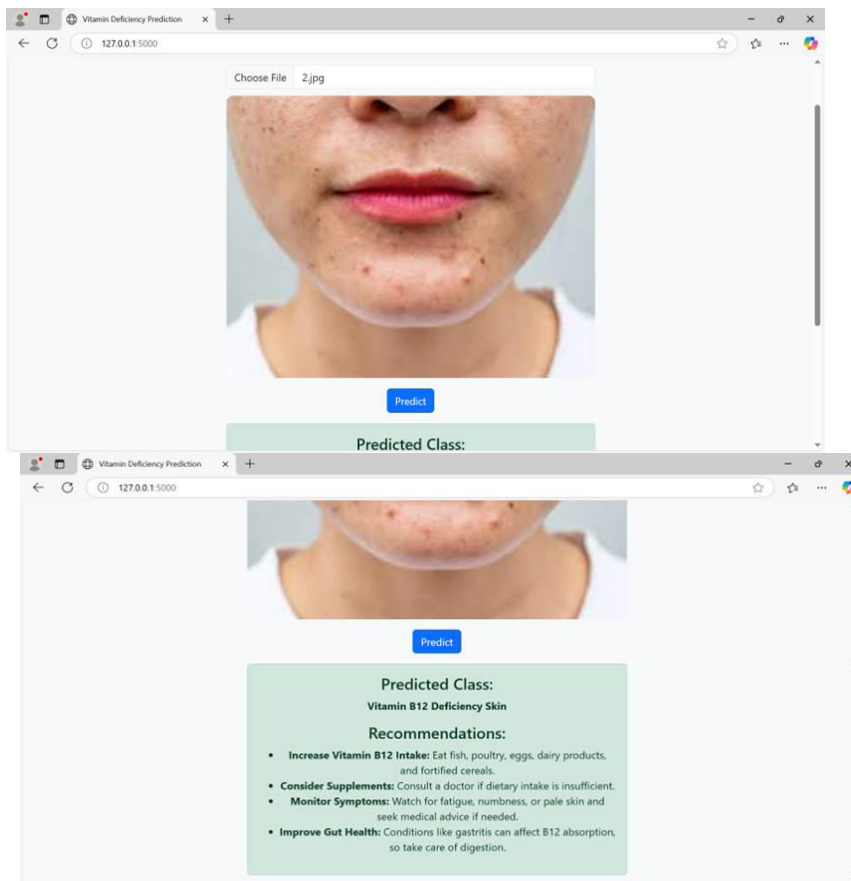 Vitamin Deficiency Prediction
127.0.0.1:5000
Choose File 2.jpg
Predict
Predicted Class:
Vitamin Deficiency Prediction
127.0.0.1:5000
Predict
Predicted Class:
Vitamin B12 Deficiency Skin
Recommendations:
• Increase Vitamin B12 Intake: Eat fish, poultry, eggs, dairy products,
and fortified cereals.
• Consider Supplements: Consult a doctor if dietary intake is insufficient.
• Monitor Symptoms: Watch for fatigue, numbness, or pale skin and
seek medical advice if needed.
• Improve Gut Health: Conditions like gastritis can affect B12 absorption,
so take care of digestion.